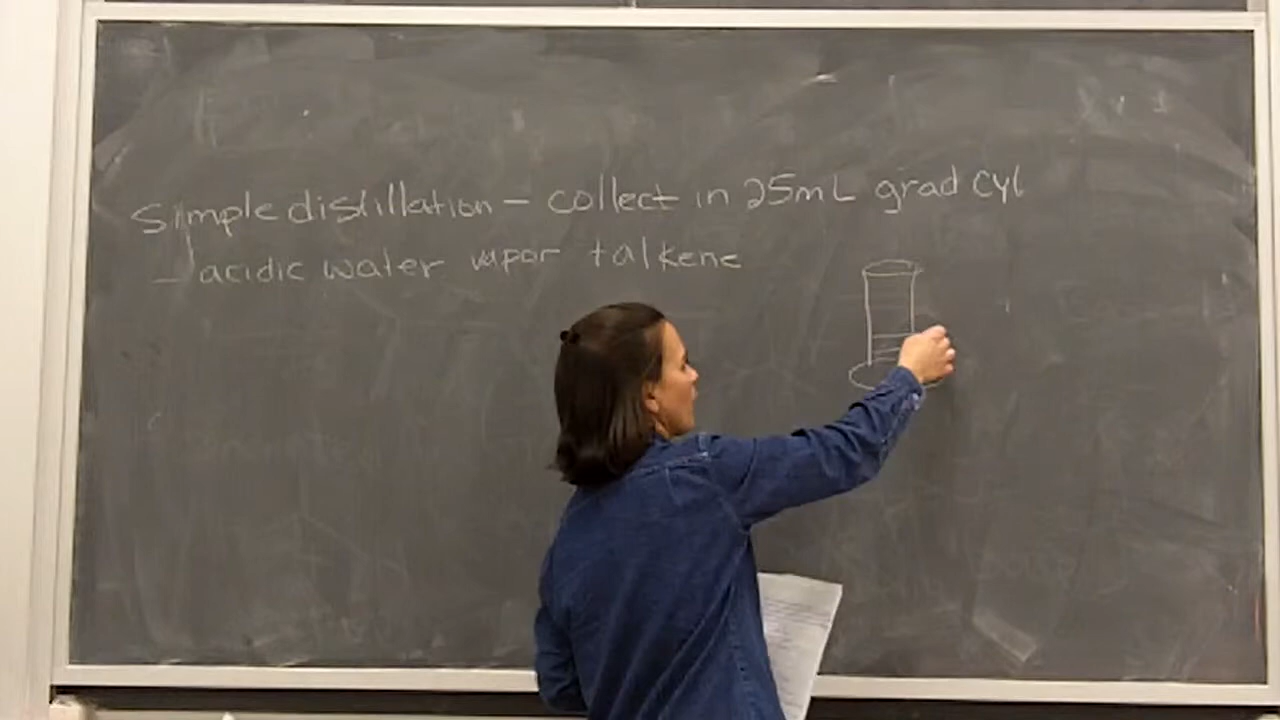 Simple distillation - collect in 25mL grad cyl
- acidic water vapor + alkene